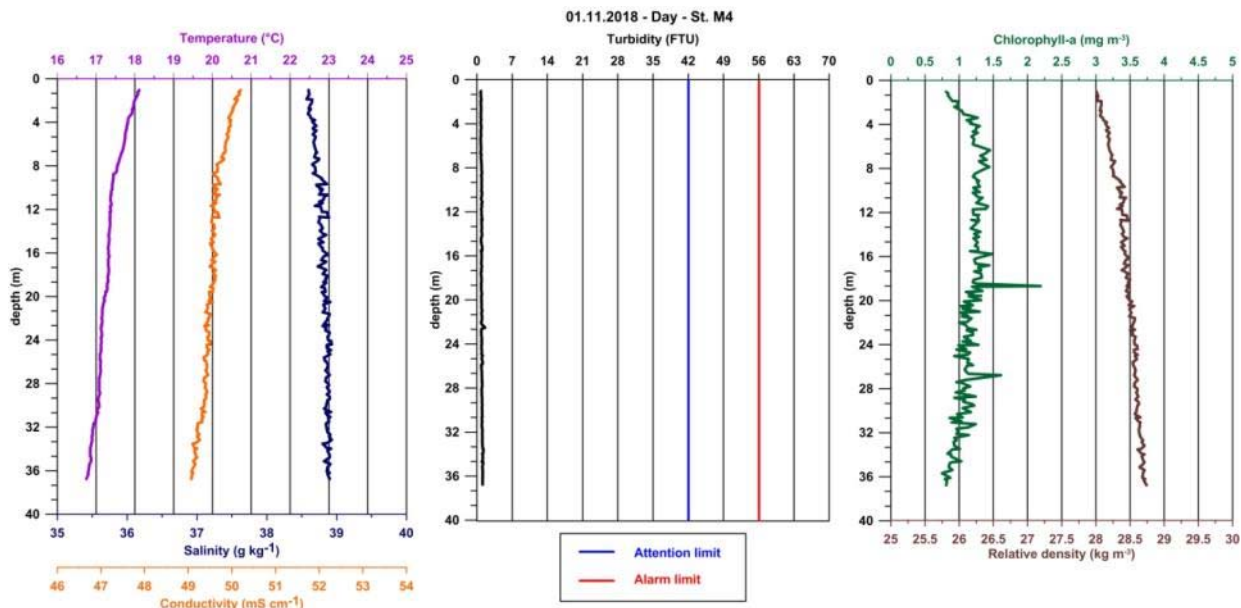 01.11.2018 - Day - St. M4
Temperature (°C)
16 17 18 19 20 21 22 23 24 25
0
4
8
12
16
20
24
28
32
36
40
depth (m)
35 36 37 38 39 40
Salinity (g kg-1)
46 47 48 49 50 51 52 53 54
Conductivity (mS cm-1)
Turbidity (FTU)
0 7 14 21 28 35 42 49 56 63 70
0
4
8
12
16
20
24
28
32
36
40
depth (m)
Attention limit
Alarm limit
Chlorophyll-a (mg m-3)
0 0.5 1 1.5 2 2.5 3 3.5 4 4.5 5
0
4
8
12
16
20
24
28
32
36
40
depth (m)
25 25.5 26 26.5 27 27.5 28 28.5 29 29.5 30
Relative density (kg m-3)